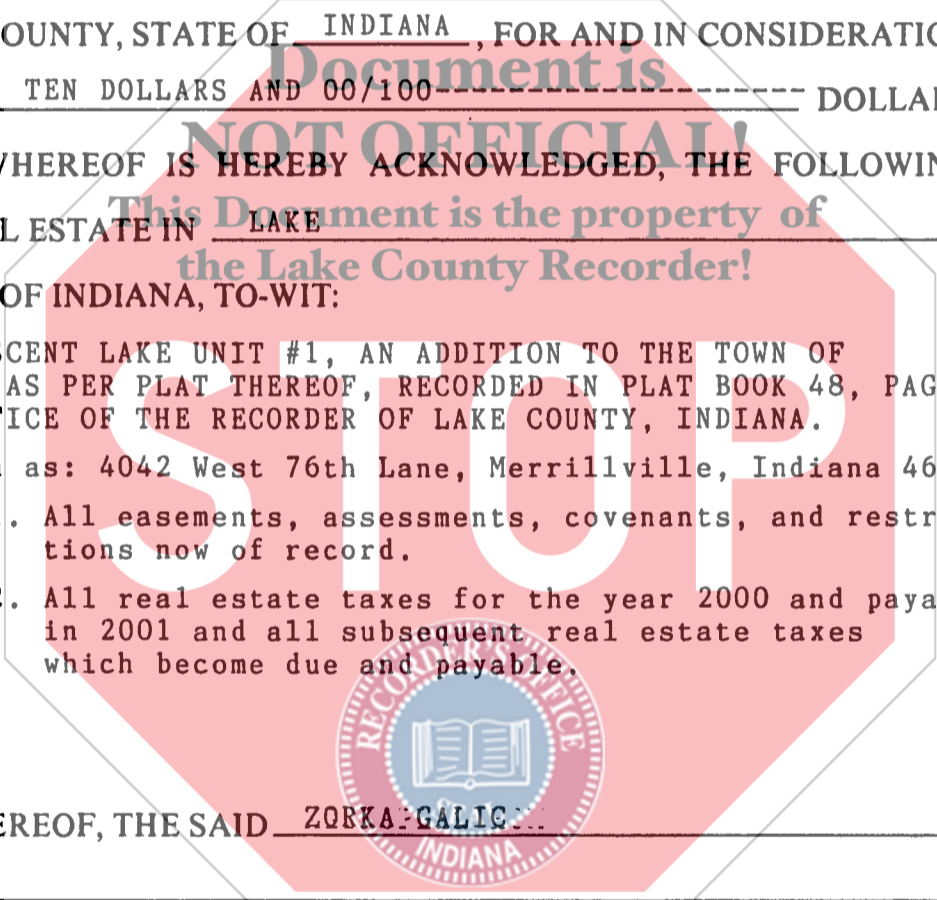 OUNTY, STATE OF INDIANA , FOR AND IN CONSIDERATIO
Document is
TEN DOLLARS AND 00/100---------------------- DOLLA
NOT OFFICIAL!
WHEREOF IS HEREBY ACKNOWLEDGED, THE FOLLOWIN
This Document is the property of
L ESTATE IN LAKE
the Lake County Recorder!
OF INDIANA, TO-WIT:
STOP
SCENT LAKE UNIT #1, AN ADDITION TO THE TOWN OF
AS PER PLAT THEREOF, RECORDED IN PLAT BOOK 48, PAG
ICE OF THE RECORDER OF LAKE COUNTY, INDIANA.
as: 4042 West 76th Lane, Merrillville, Indiana 46
. All easements, assessments, covenants, and restr
tions now of record.
. All real estate taxes for the year 2000 and paya
in 2001 and all subsequent real estate taxes
which become due and payable.
RECORDER'S OFFICE
SEAL
EREOF, THE SAID ZORKA GALIC
INDIANA